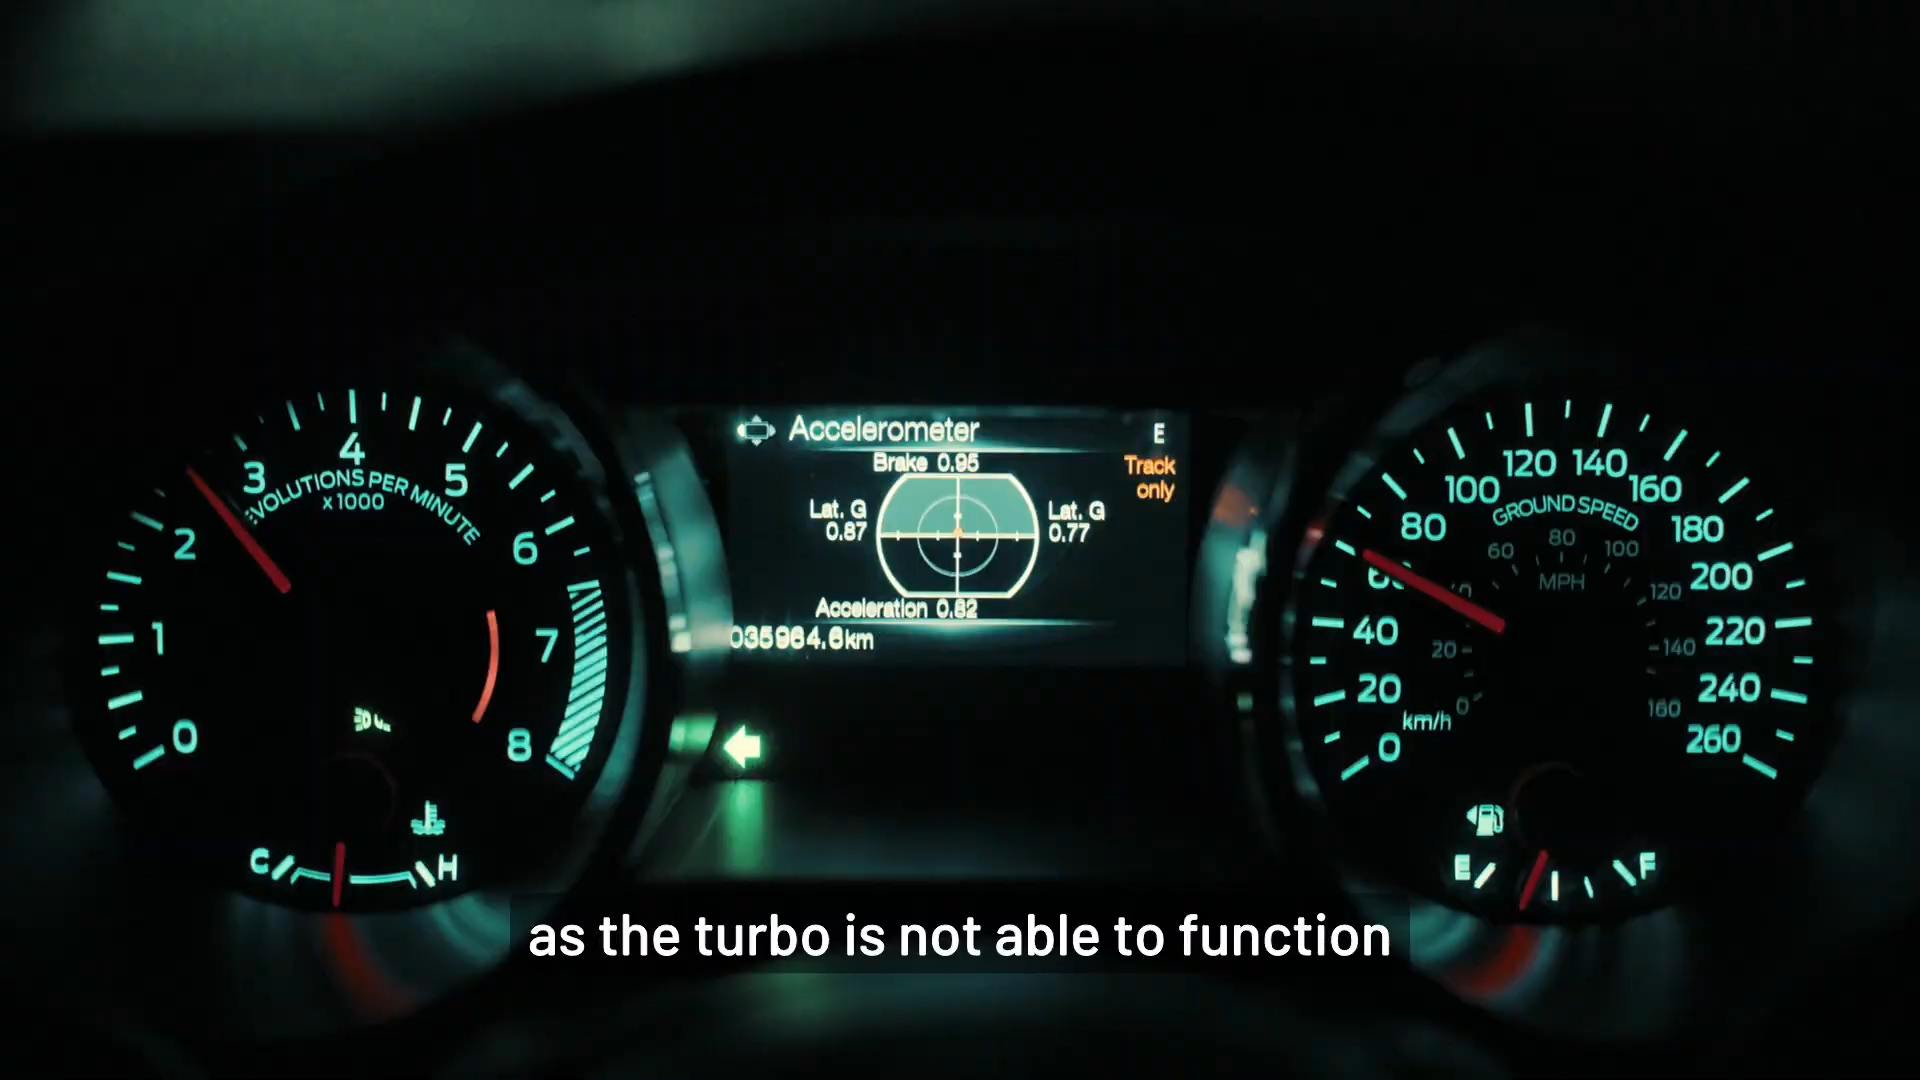 Accelerometer
E
Brake 0.95
Track
only
Lat. G
0.87
Lat. G
0.77
Acceleration 0.82
035964.6km
0
1
2
3
4
5
6
7
8
EVOLUTIONS PER MINUTE
x1000
C
H
0
20
40
80
100
120
140
160
180
200
220
240
260
GROUND SPEED
km/h
0
20
60
80
100
120
140
160
MPH
E
F
as the turbo is not able to function